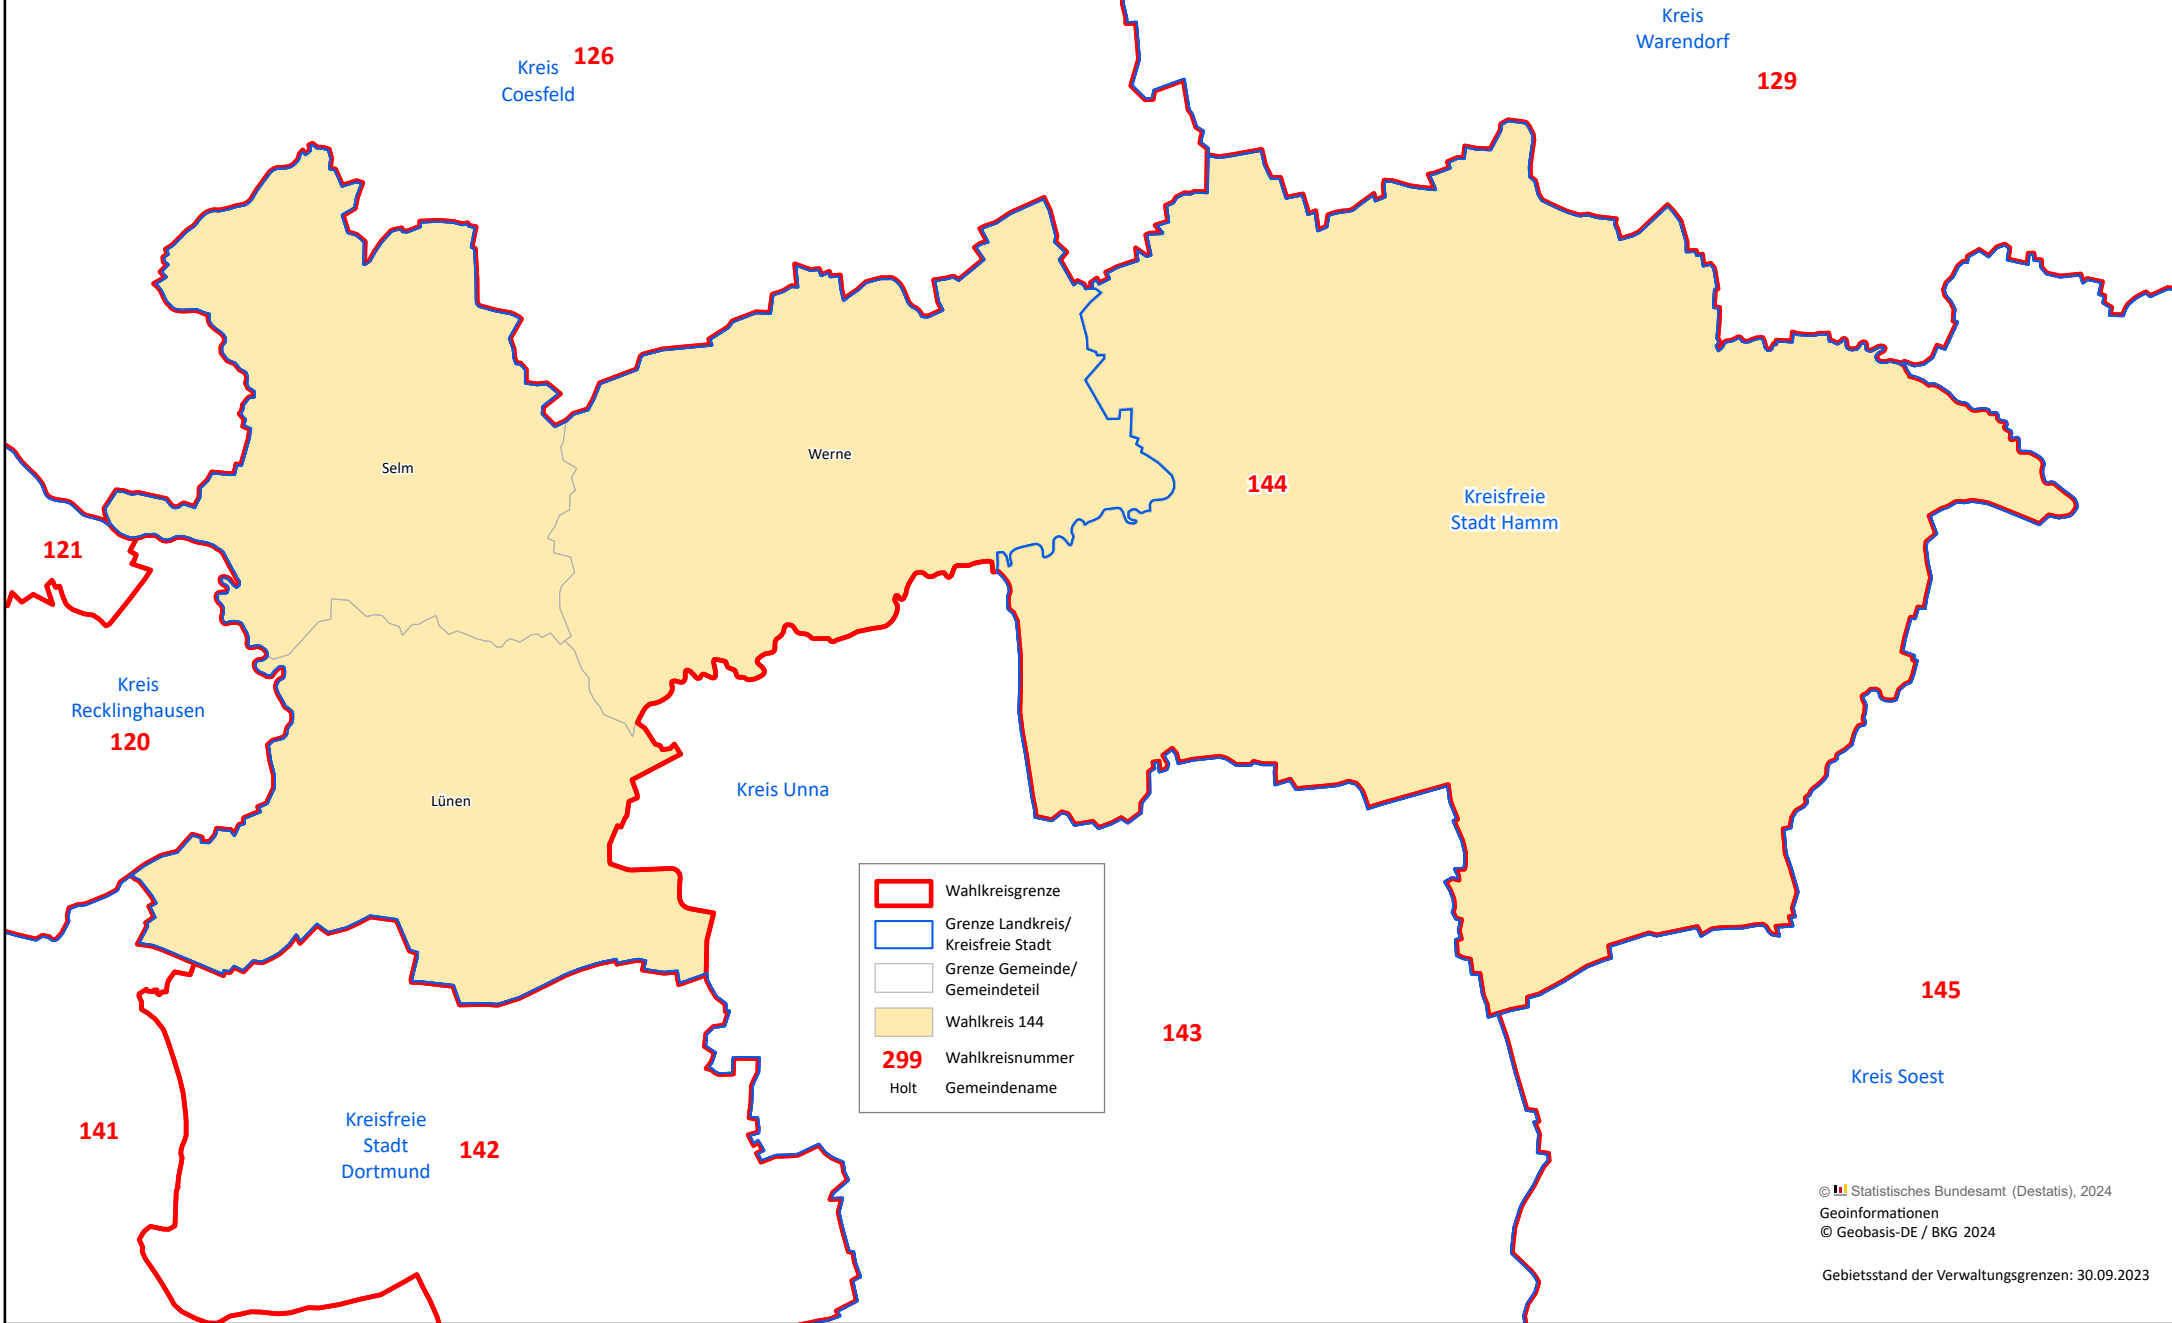 Kreis
Coesfeld
126
Kreis
Warendorf
129
Selm
Werne
144
Kreisfreie
Stadt Hamm
121
Kreis
Recklinghausen
120
Lünen
Kreis Unna
Wahlkreisgrenze
Grenze Landkreis/
Kreisfreie Stadt
Grenze Gemeinde/
Gemeindeteil
Wahlkreis 144
299 Wahlkreisnummer
Holt Gemeindename
143
145
Kreis Soest
141
Kreisfreie
Stadt
Dortmund
142
© Statistisches Bundesamt (Destatis), 2024
Geoinformationen
© Geobasis-DE / BKG 2024
Gebietsstand der Verwaltungsgrenzen: 30.09.2023